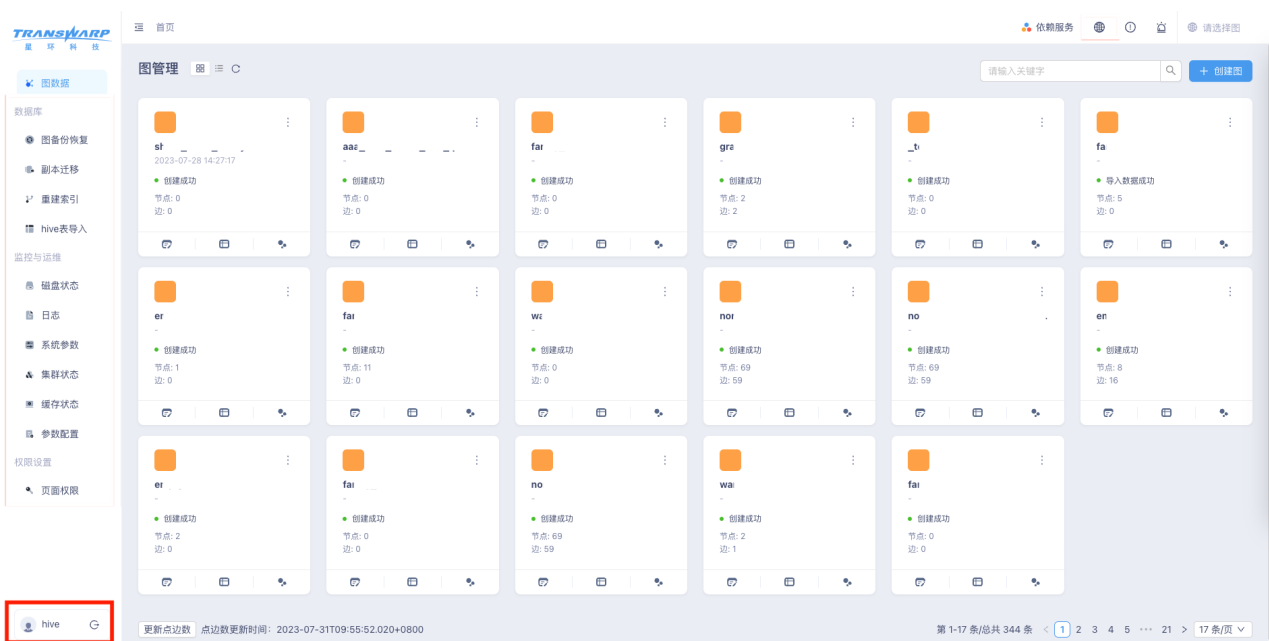 TRANSWARP
星 环 科 技
首页
依赖服务
请选择图
图数据
数据库
图备份恢复
副本迁移
重建索引
hive表导入
监控与运维
磁盘状态
日志
系统参数
集群状态
缓存状态
参数配置
权限设置
页面权限
hive
图管理
请输入关键字
+ 创建图
aaa_ far gra fa
2023-07-28 14:27:17 - - - - -
创建成功 创建成功 创建成功 创建成功 创建成功 导入数据成功
节点: 0 节点: 0 节点: 0 节点: 2 节点: 0 节点: 5
边: 0 边: 0 边: 0 边: 2 边: 0 边: 0
er far wa nor no en
- - - - - -
创建成功 创建成功 创建成功 创建成功 创建成功 创建成功
节点: 1 节点: 11 节点: 0 节点: 69 节点: 69 节点: 8
边: 0 边: 0 边: 0 边: 59 边: 59 边: 16
er far no wa fai
- - - - -
创建成功 创建成功 创建成功 创建成功 创建成功
节点: 2 节点: 0 节点: 69 节点: 2 节点: 0
边: 0 边: 0 边: 59 边: 1 边: 0
更新点边数 点边数更新时间: 2023-07-31T09:55:52.020+0800
第 1-17 条/总共 344 条 < 1 2 3 4 5 ··· 21 > 17 条/页